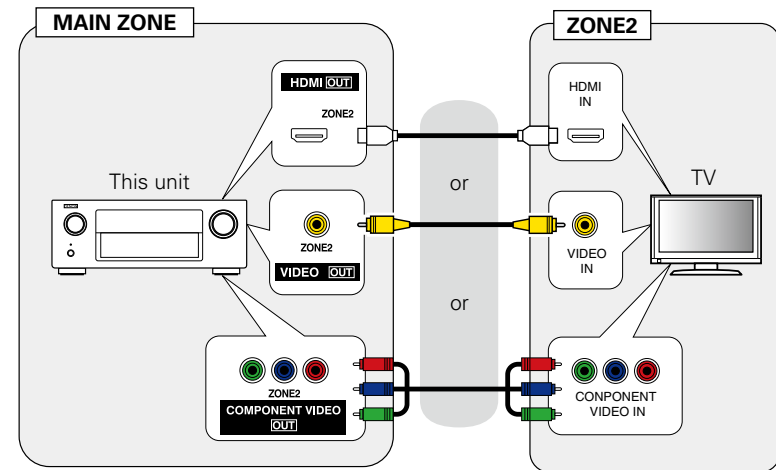 MAIN ZONE
ZONE2
HDMI OUT
ZONE2
HDMI
IN
This unit
or
TV
ZONE2
VIDEO OUT
VIDEO
IN
or
ZONE2
COMPONENT VIDEO
OUT
COMPONENT
VIDEO IN